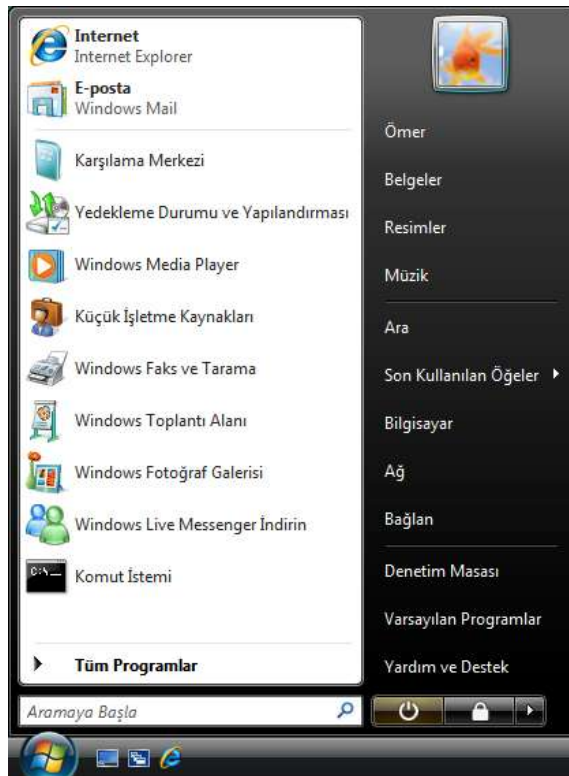 Internet
Internet Explorer
E-posta
Windows Mail
Karşılama Merkezi
Yedekleme Durumu ve Yapılandırması
Windows Media Player
Küçük İşletme Kaynakları
Windows Faks ve Tarama
Windows Toplantı Alanı
Windows Fotoğraf Galerisi
Windows Live Messenger İndirin
C:\_
Komut İstemi
Tüm Programlar
Aramaya Başla
Ömer
Belgeler
Resimler
Müzik
Ara
Son Kullanılan Öğeler
Bilgisayar
Ağ
Bağlan
Denetim Masası
Varsayılan Programlar
Yardım ve Destek